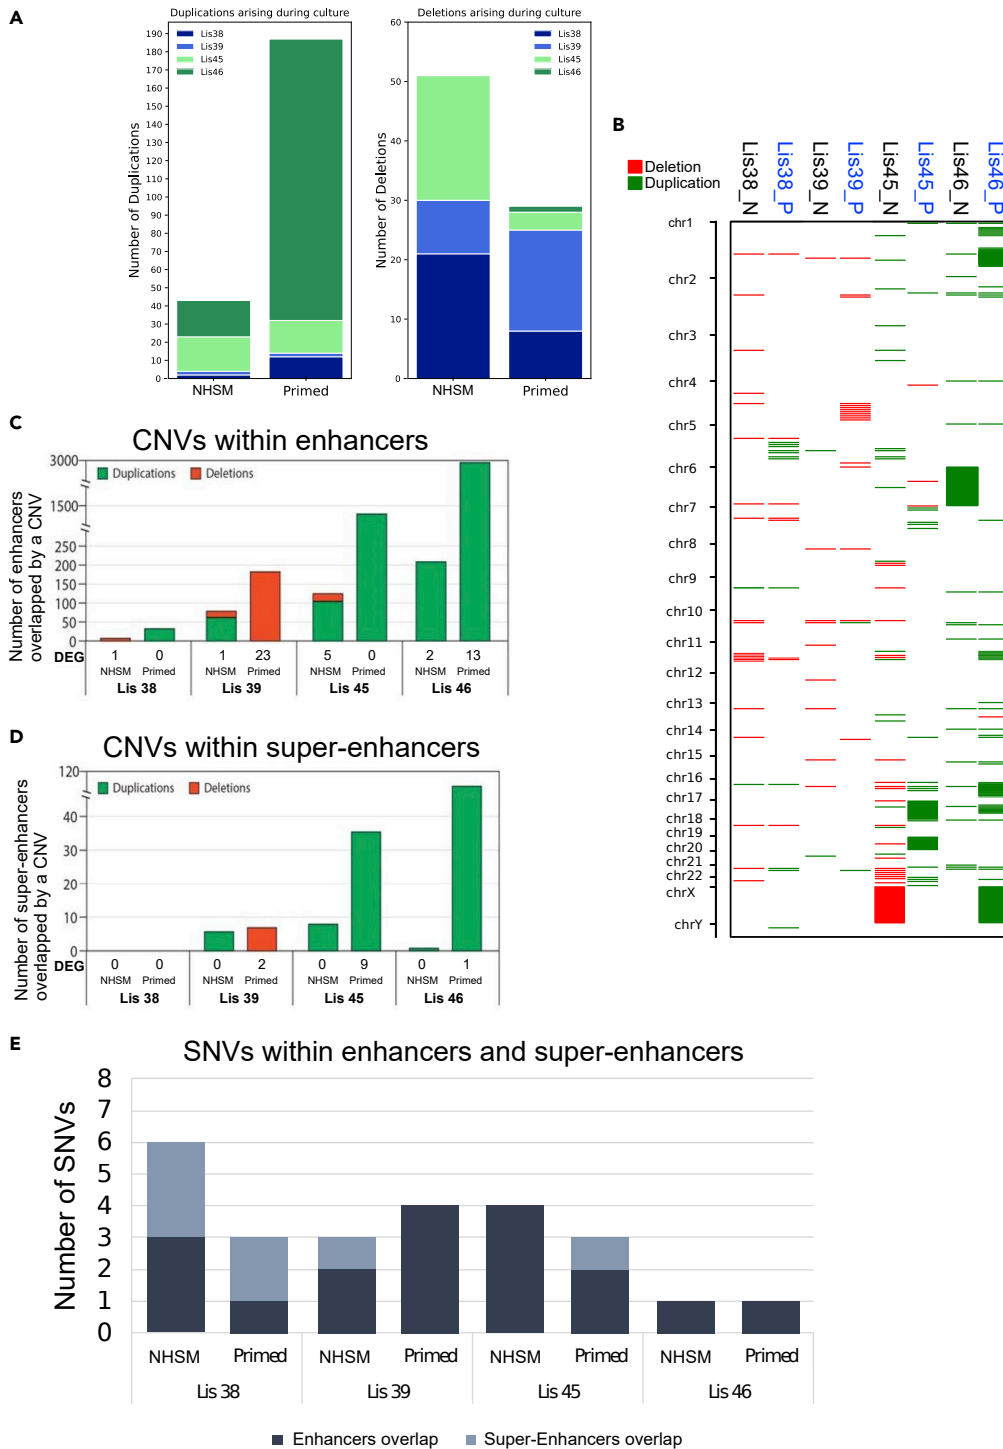 A
Duplications arising during culture
Number of Duplications
190
180
170
160
150
140
130
120
110
100
90
80
70
60
50
40
30
20
10
0
Lis38
Lis39
Lis45
Lis46
NHSM Primed
Deletions arising during culture
Number of Deletions
60
50
40
30
20
10
0
Lis38
Lis39
Lis45
Lis46
NHSM Primed
B
Deletion
Duplication
Lis38_N
Lis38_P
Lis39_N
Lis39_P
Lis45_N
Lis45_P
Lis46_N
Lis46_P
chr1
chr2
chr3
chr4
chr5
chr6
chr7
chr8
chr9
chr10
chr11
chr12
chr13
chr14
chr15
chr16
chr17
chr18
chr19
chr20
chr21
chr22
chrX
chrY
C
CNVs within enhancers
Number of enhancers
overlapped by a CNV
3000
1500
250
200
150
100
50
0
Duplications Deletions
DEG 1 0 1 23 5 0 2 13
NHSM Primed NHSM Primed NHSM Primed NHSM Primed
Lis 38 Lis 39 Lis 45 Lis 46
D
CNVs within super-enhancers
Number of super-enhancers
overlapped by a CNV
120
40
30
20
10
0
Duplications Deletions
DEG 0 0 0 2 0 9 0 1
NHSM Primed NHSM Primed NHSM Primed NHSM Primed
Lis 38 Lis 39 Lis 45 Lis 46
E
SNVs within enhancers and super-enhancers
Number of SNVs
8
7
6
5
4
3
2
1
0
NHSM Primed NHSM Primed NHSM Primed NHSM Primed
Lis 38 Lis 39 Lis 45 Lis 46
Enhancers overlap Super-Enhancers overlap